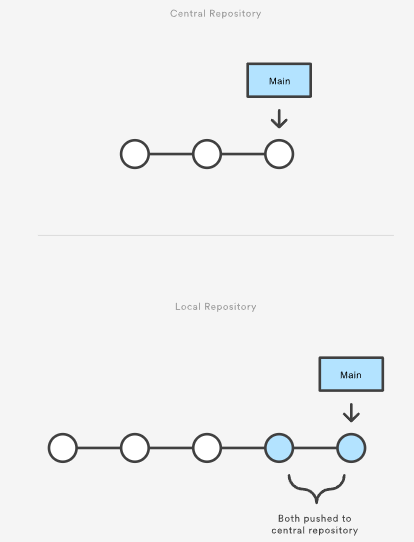 Central Repository
Main
Local Repository
Main
Both pushed to
central repository